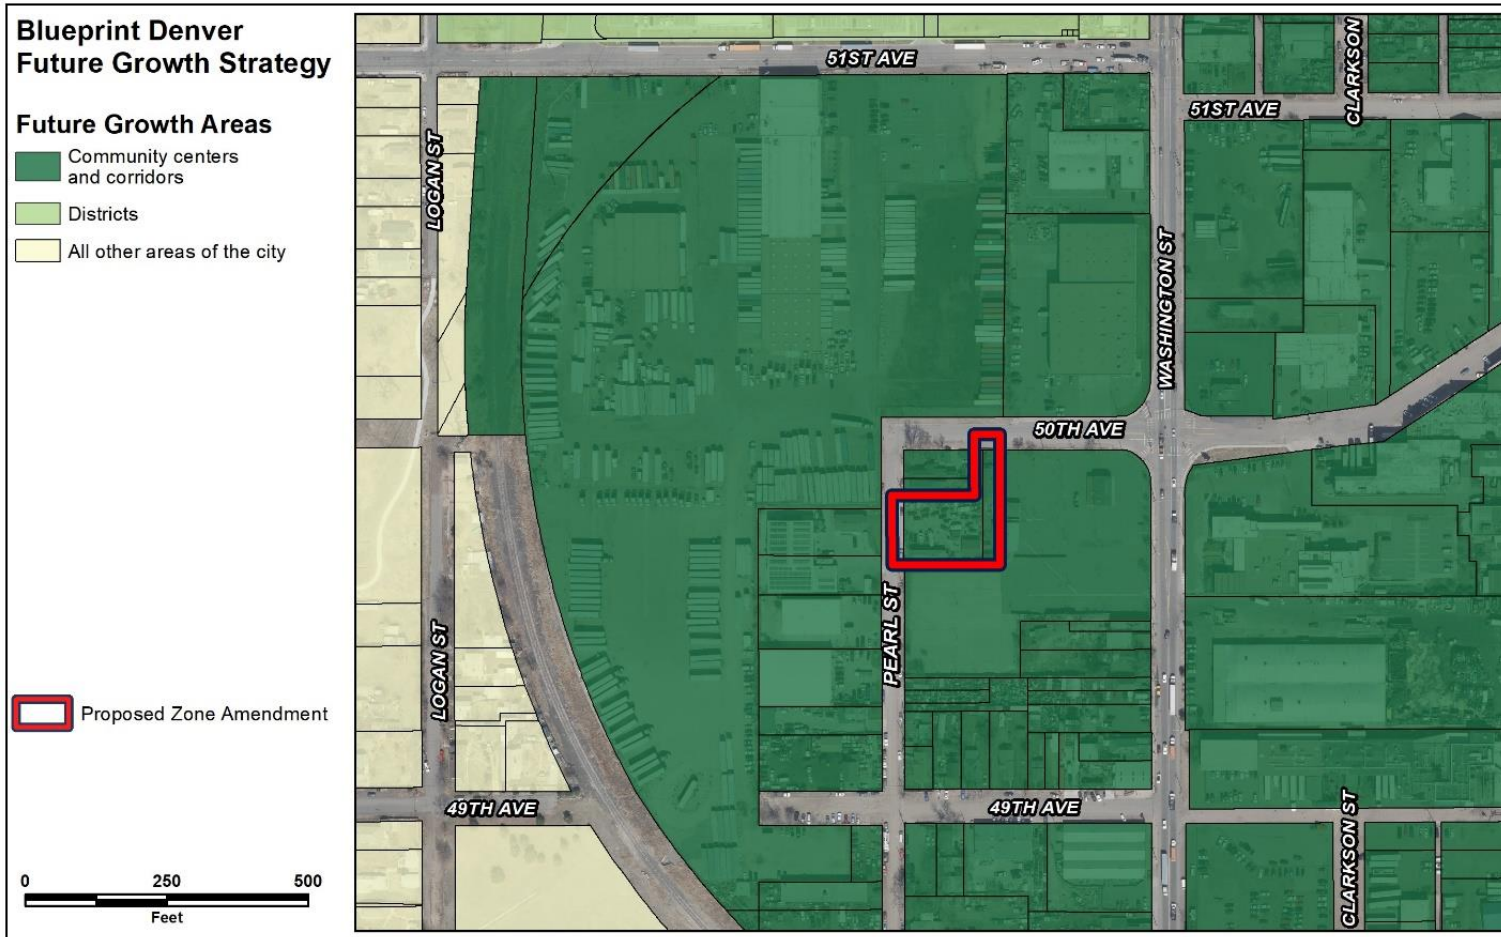 Blueprint Denver
Future Growth Strategy
Future Growth Areas
Community centers
and corridors
Districts
All other areas of the city
Proposed Zone Amendment
0 250 500
Feet
51ST AVE
51ST AVE
CLARKSON
LOGAN ST
WASHINGTON ST
50TH AVE
PEARL ST
LOGAN ST
49TH AVE
49TH AVE
CLARKSON ST